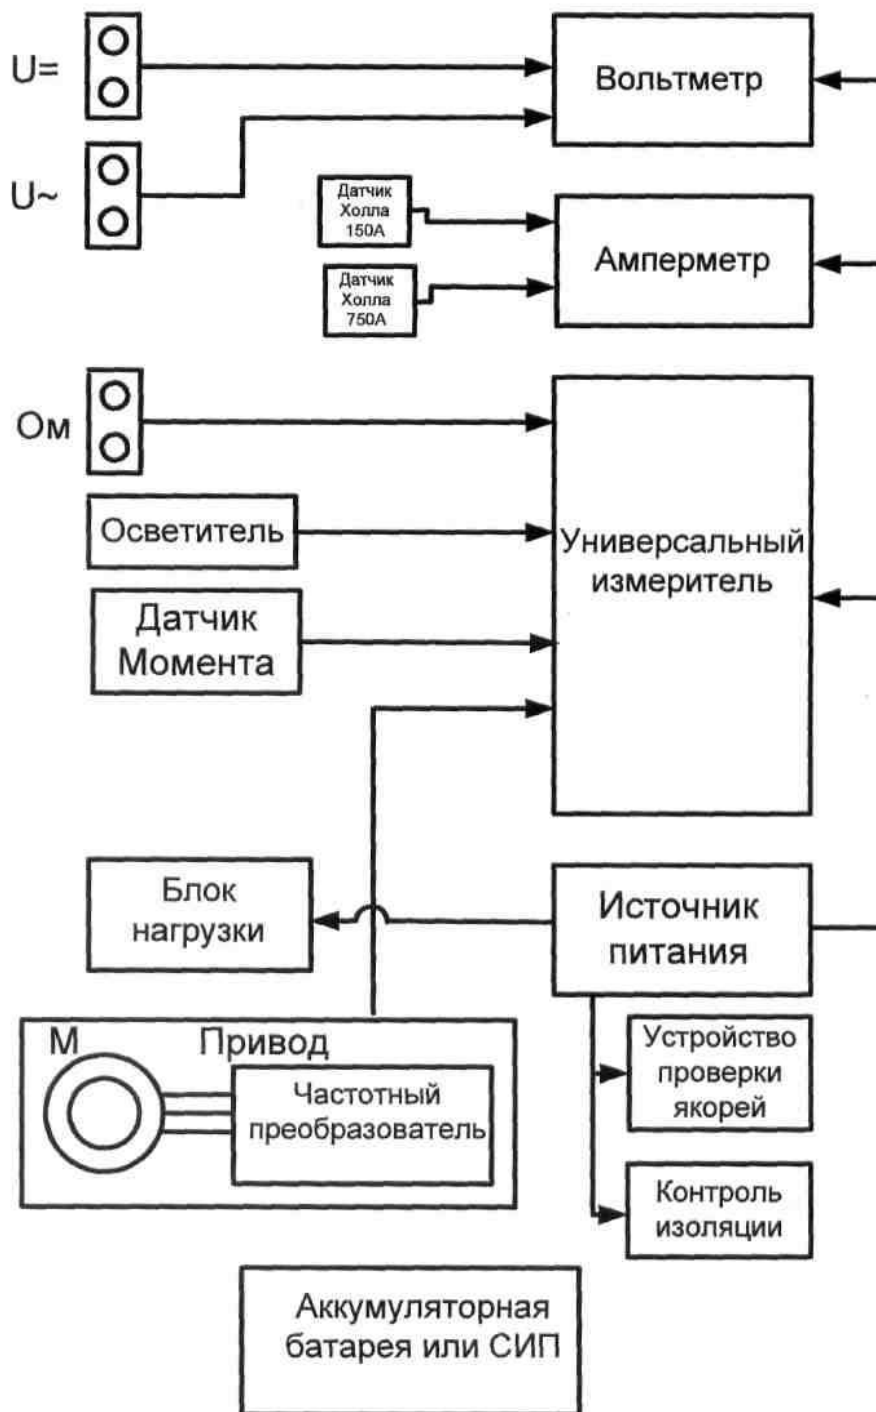 U=
Вольтметр
U~
Датчик
Холла
150А
Амперметр
Датчик
Холла
750А
Ом
Осветитель
Универсальный
измеритель
Датчик
Момента
Блок
нагрузки
Источник
питания
М Привод
Частотный
преобразователь
Устройство
проверки
якорей
Контроль
изоляции
Аккумуляторная
батарея или СИП